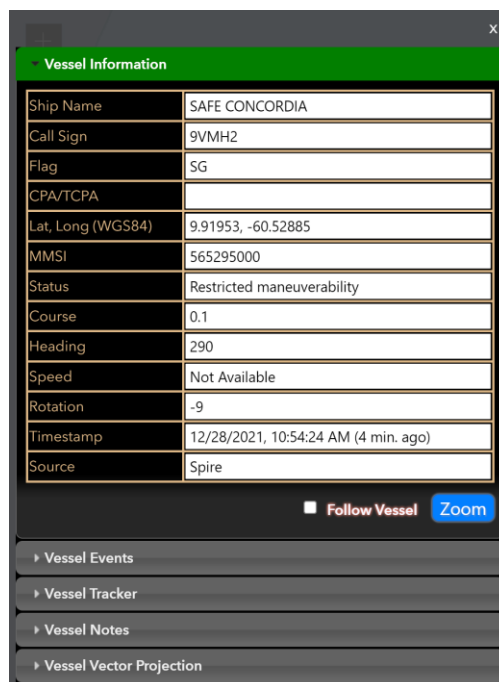 x
Vessel Information
Ship Name SAFE CONCORDIA
Call Sign 9VMH2
Flag SG
CPA/TCPA
Lat, Long (WGS84) 9.91953, -60.52885
MMSI 565295000
Status Restricted maneuverability
Course 0.1
Heading 290
Speed Not Available
Rotation -9
Timestamp 12/28/2021, 10:54:24 AM (4 min. ago)
Source Spire
Follow Vessel Zoom
Vessel Events
Vessel Tracker
Vessel Notes
Vessel Vector Projection